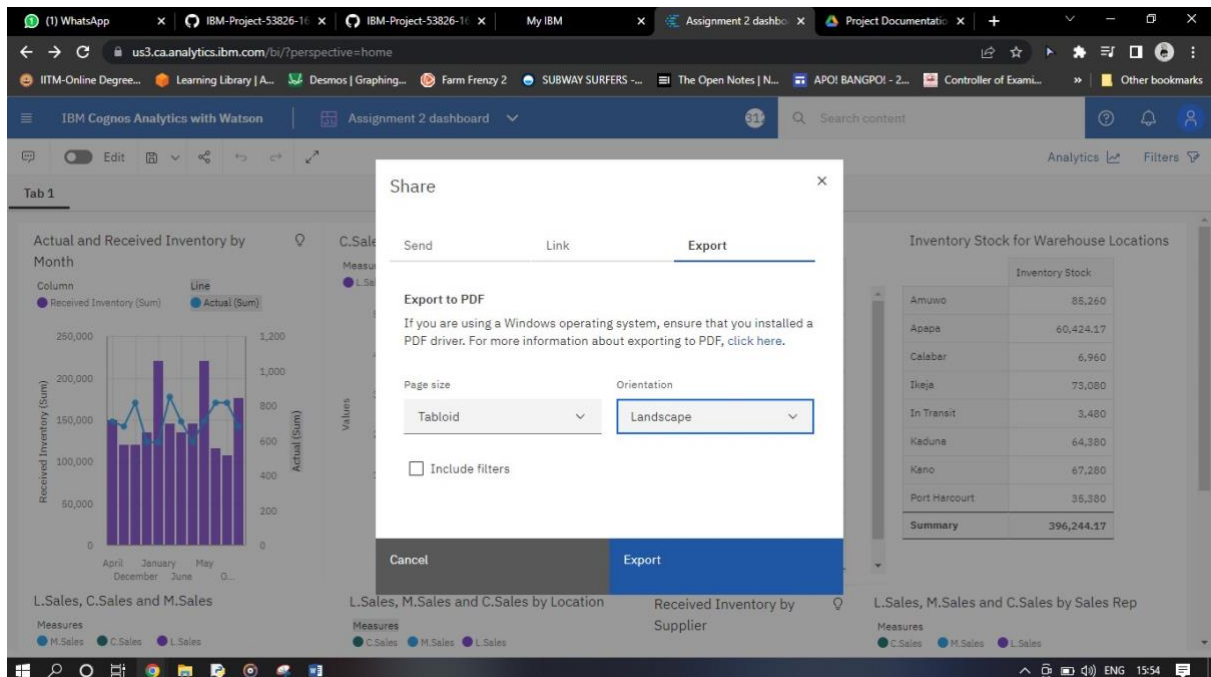 (1) WhatsApp
IBM-Project-53826-16
IBM-Project-53826-16
My IBM
Assignment 2 dashbo
Project Documentatio
us3.ca.analytics.ibm.com/bi/?perspective=home
IITM-Online Degree...
Learning Library | A...
Desmos | Graphing...
Farm Frenzy 2
SUBWAY SURFERS -...
The Open Notes | N...
APO! BANGPO! - 2...
Controller of Exami...
»
Other bookmarks
IBM Cognos Analytics with Watson
Assignment 2 dashboard
Search content
Edit
Analytics
Filters
Tab 1
Actual and Received Inventory by
Month
Column
Line
Received Inventory (Sum)
Actual (Sum)
250,000
200,000
150,000
100,000
50,000
0
1,200
1,000
800
600
400
200
0
Received Inventory (Sum)
Actual (Sum)
April January May
December June O...
C.Sale
Measu
L.Sa
Values
Share
Send
Link
Export
Export to PDF
If you are using a Windows operating system, ensure that you installed a
PDF driver. For more information about exporting to PDF, click here.
Page size
Orientation
Tabloid
Landscape
Include filters
Cancel
Export
Inventory Stock for Warehouse Locations
Inventory Stock
Amuwo 85,260
Apapa 60,424.17
Calabar 6,960
Ikeja 73,080
In Transit 3,480
Kaduna 64,380
Kano 67,280
Port Harcourt 35,380
Summary 396,244.17
L.Sales, C.Sales and M.Sales
Measures
M.Sales C.Sales L.Sales
L.Sales, M.Sales and C.Sales by Location
Measures
C.Sales M.Sales L.Sales
Received Inventory by
Supplier
L.Sales, M.Sales and C.Sales by Sales Rep
Measures
C.Sales M.Sales L.Sales
ENG 15:54